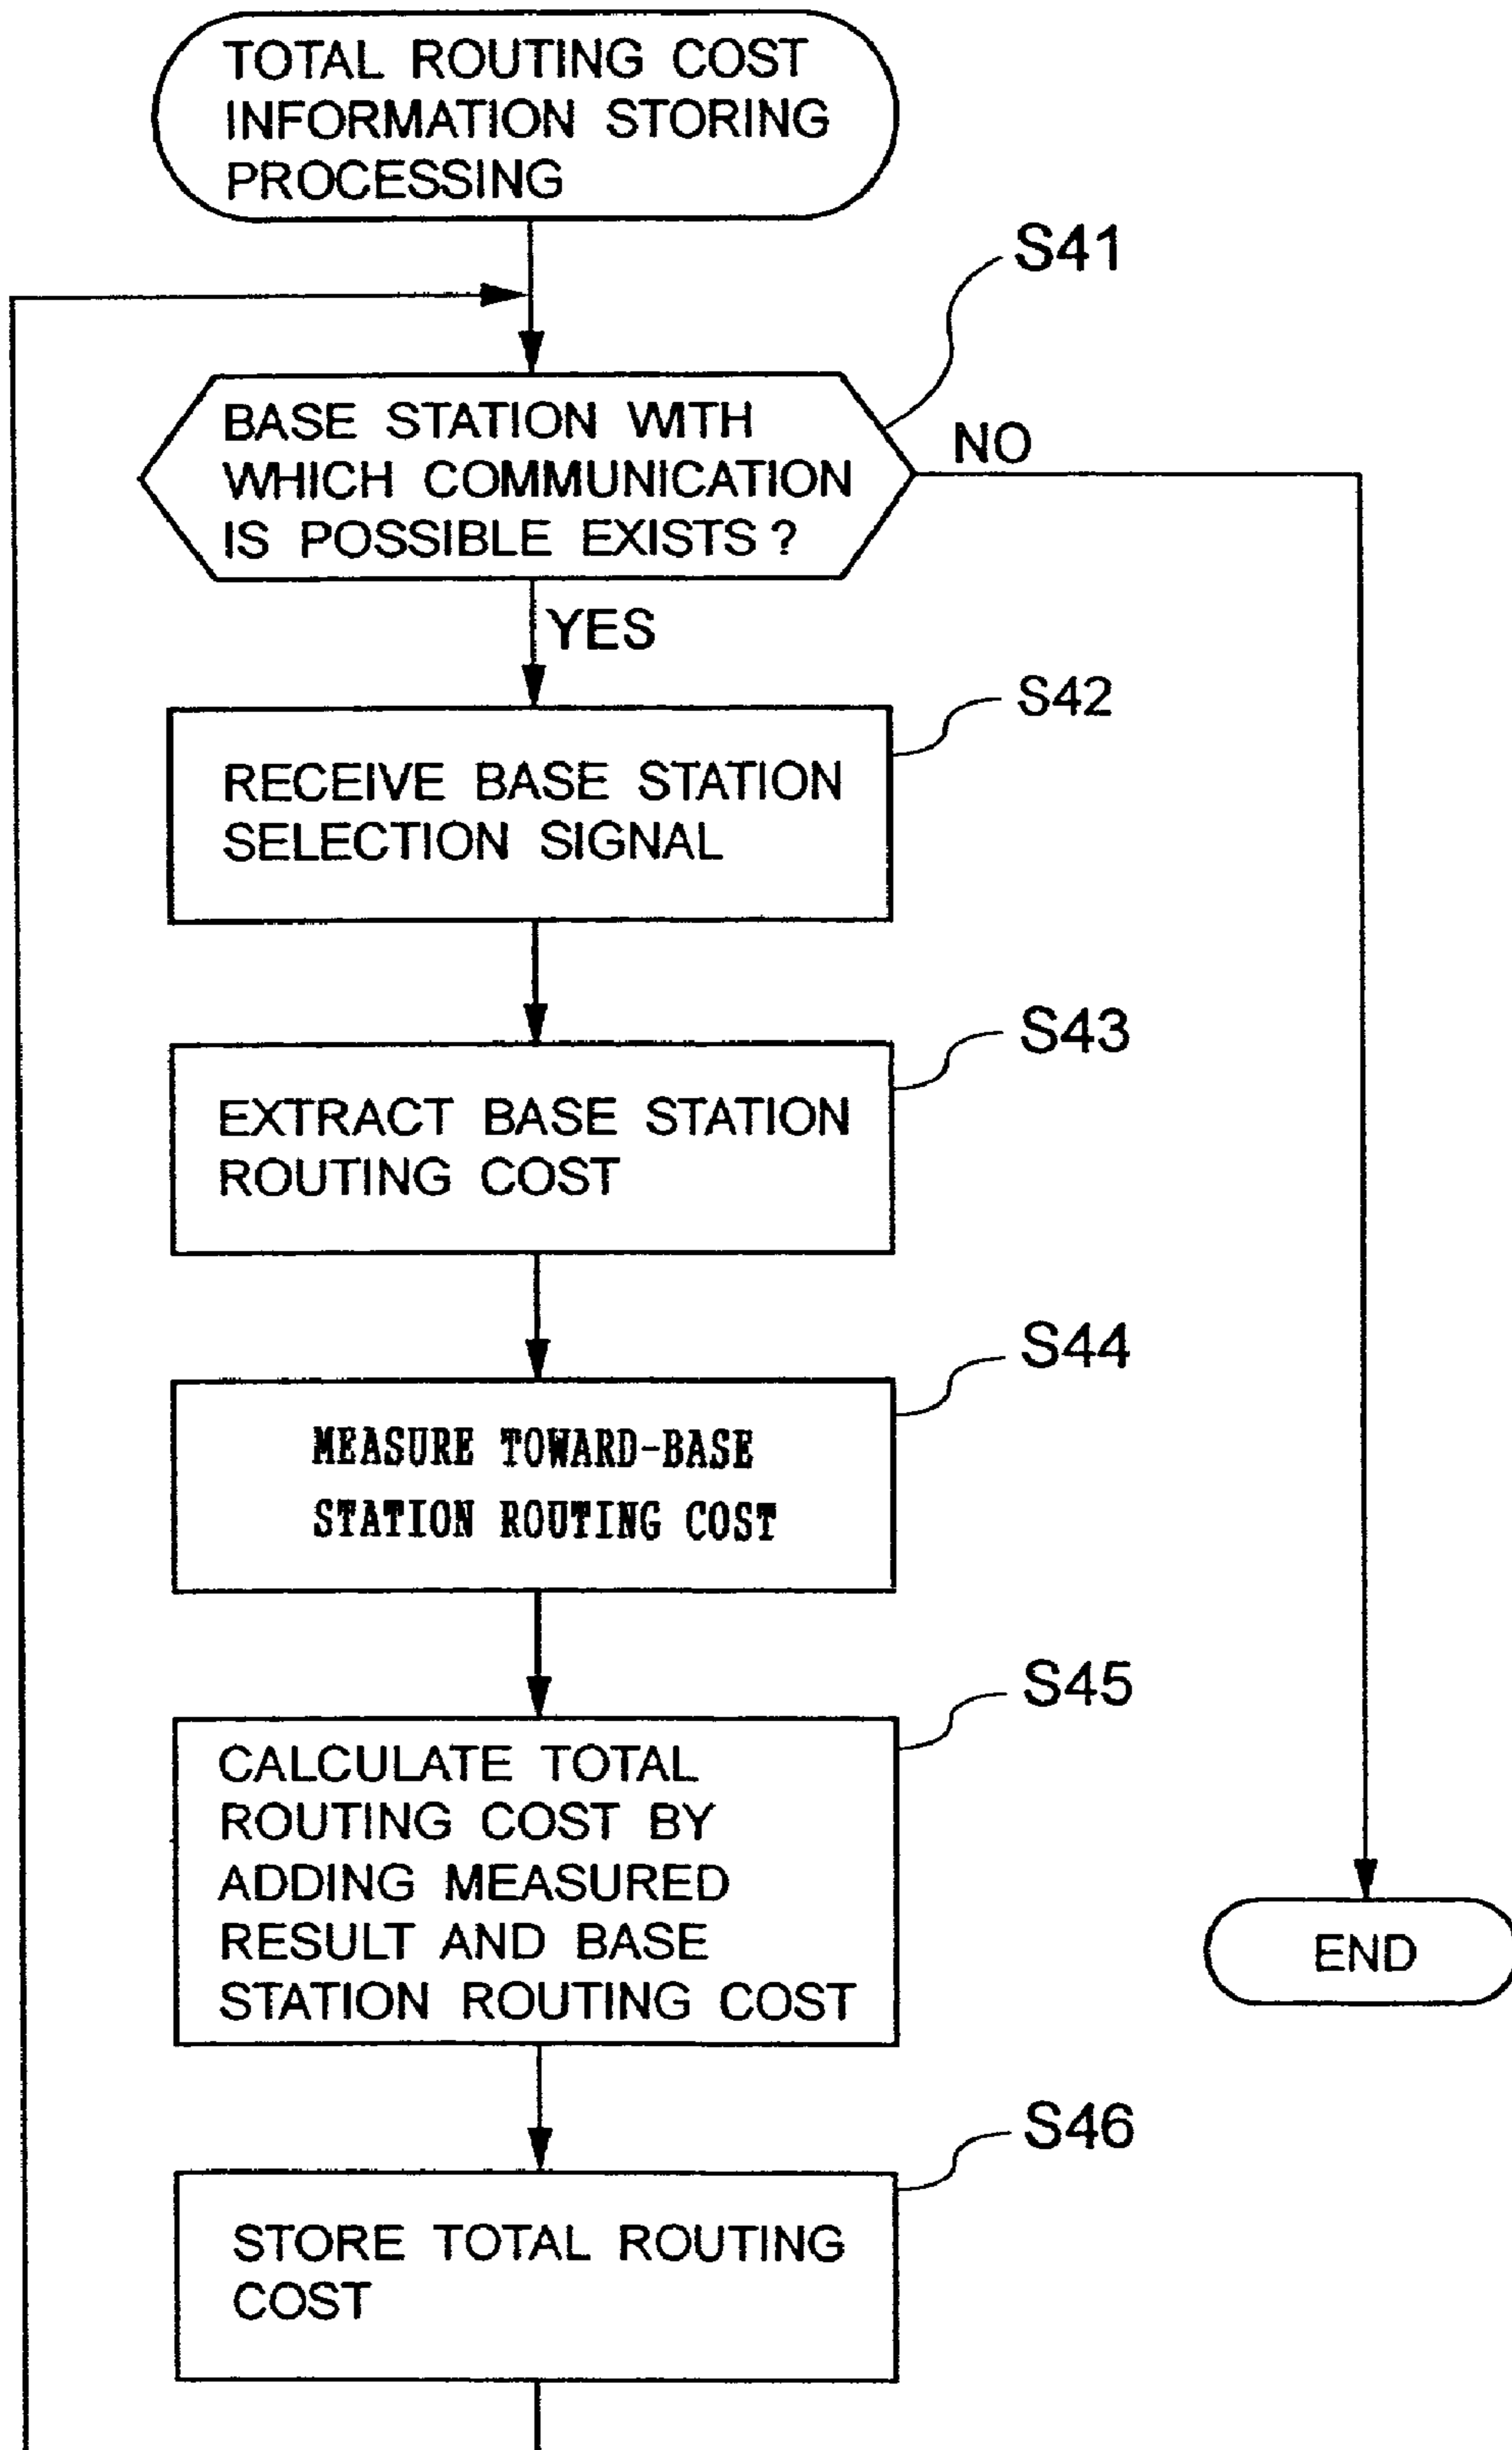 TOTAL ROUTING COST
INFORMATION STORING
PROCESSING
S41
BASE STATION WITH
WHICH COMMUNICATION
IS POSSIBLE EXISTS ?
NO
YES
S42
RECEIVE BASE STATION
SELECTION SIGNAL
S43
EXTRACT BASE STATION
ROUTING COST
S44
MEASURE TOWARD-BASE
STATION ROUTING COST
S45
CALCULATE TOTAL
ROUTING COST BY
ADDING MEASURED
RESULT AND BASE
STATION ROUTING COST
END
S46
STORE TOTAL ROUTING
COST